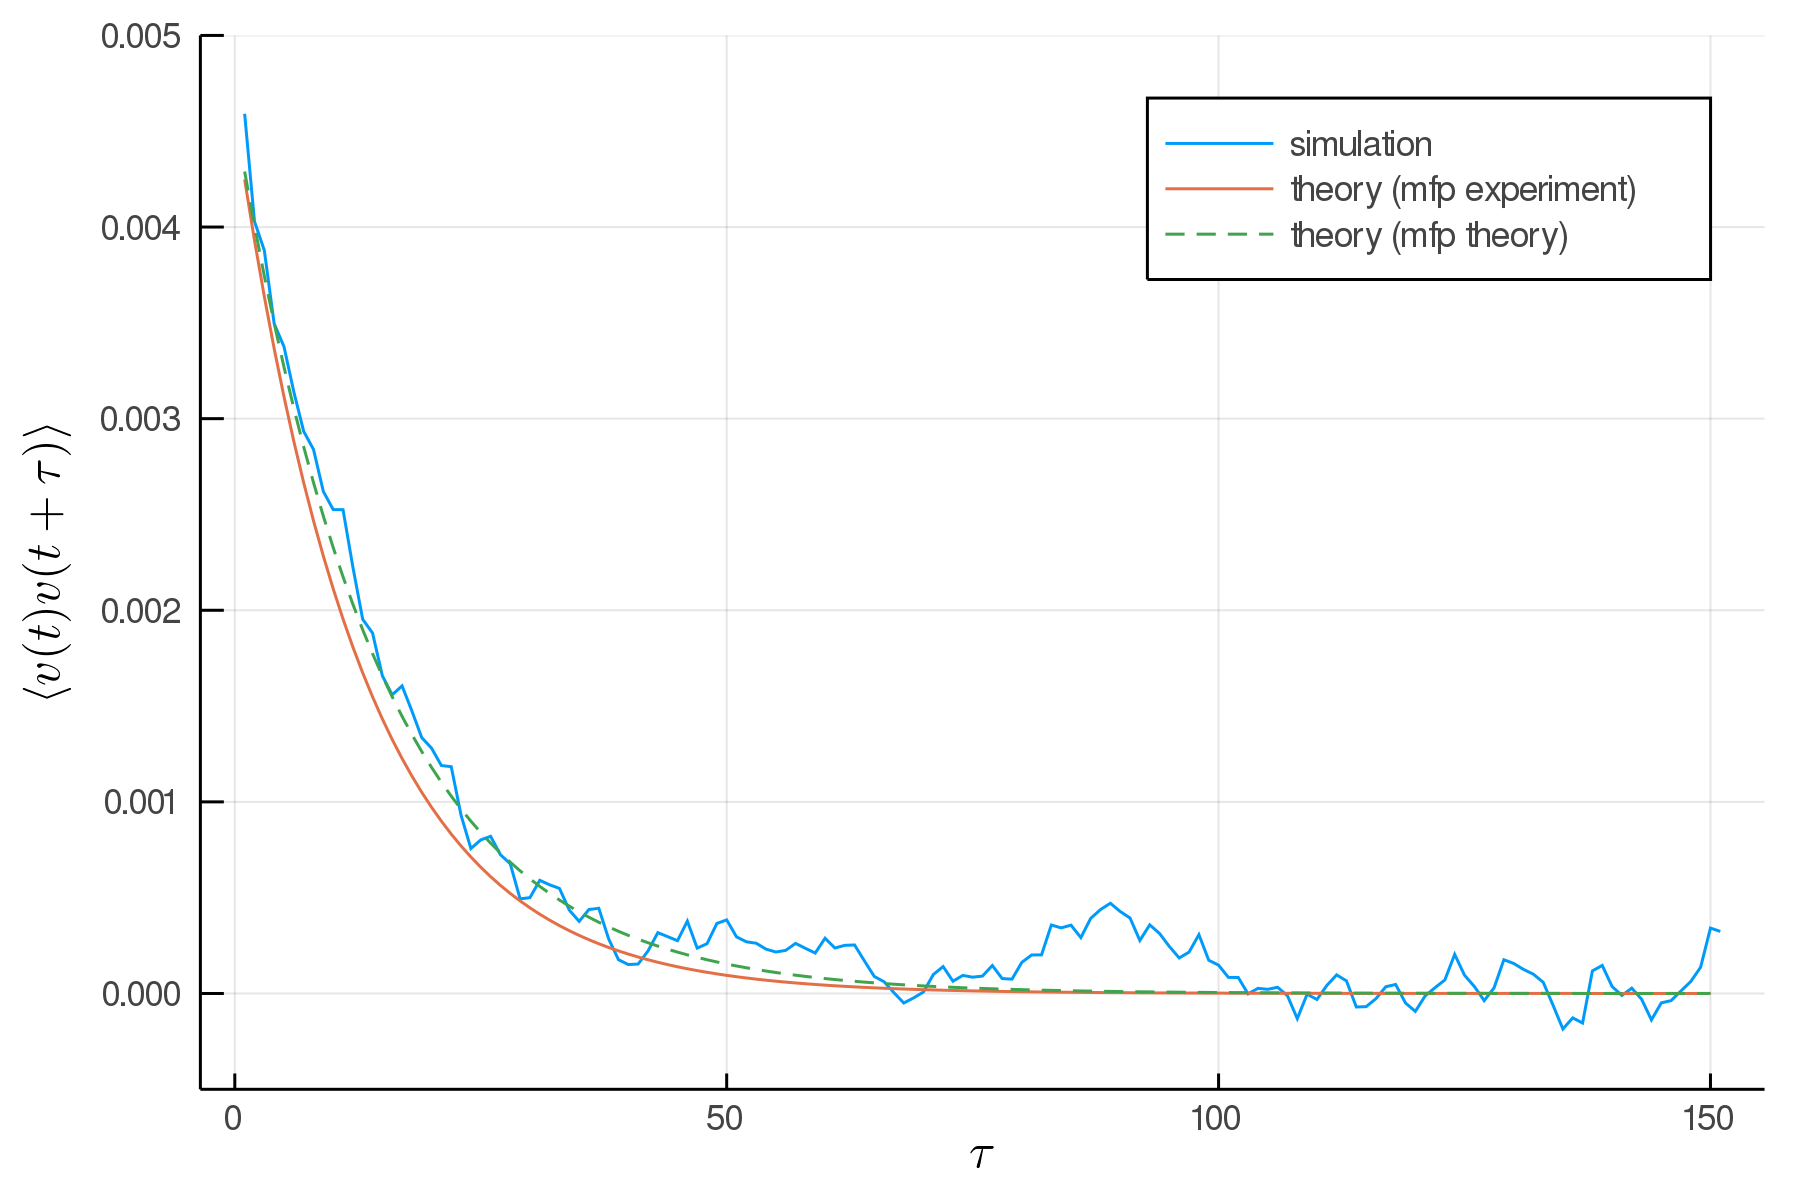 0.005
0.004
0.003
0.002
0.001
0.000
⟨v(t)v(t + τ)⟩
simulation
theory (mfp experiment)
theory (mfp theory)
0 50 100 150
τ